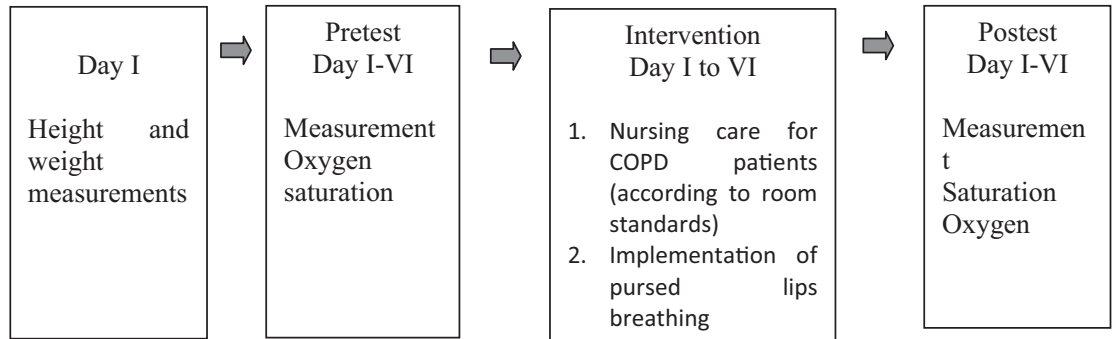 Day I
Height and
weight
measurements
Pretest
Day I-VI
Measurement
Oxygen
saturation
Intervention
Day I to VI
1. Nursing care for
COPD patients
(according to room
standards)
2. Implementation of
pursed lips
breathing
Postest
Day I-VI
Measuremen
t
Saturation
Oxygen